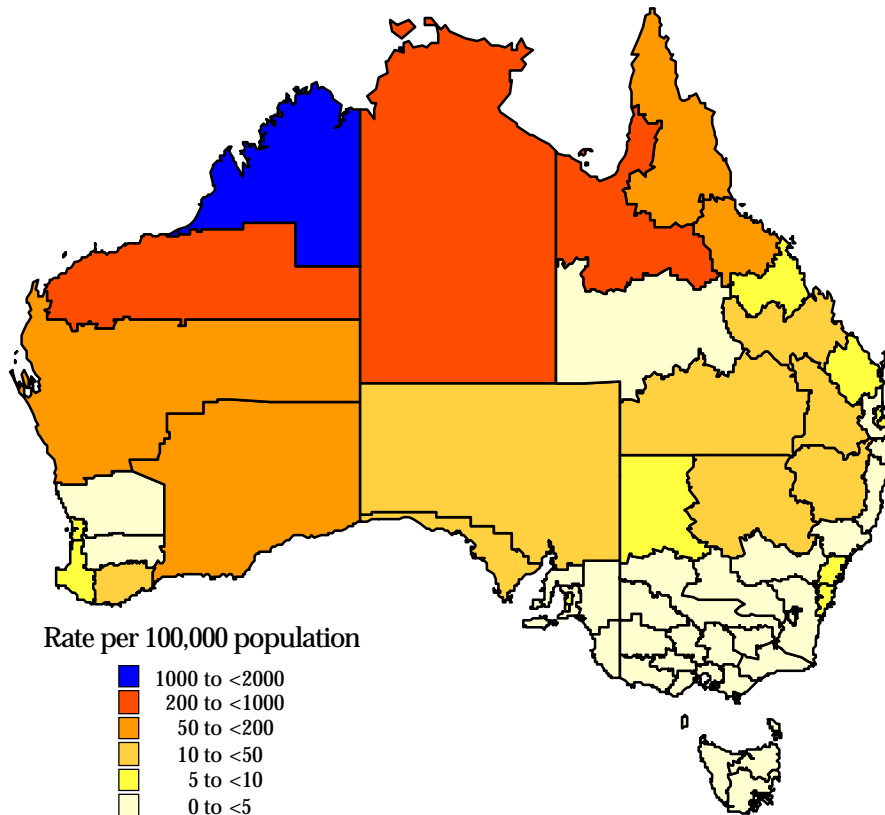 Rate per 100,000 population
1000 to <2000
200 to <1000
50 to <200
10 to <50
5 to <10
0 to <5